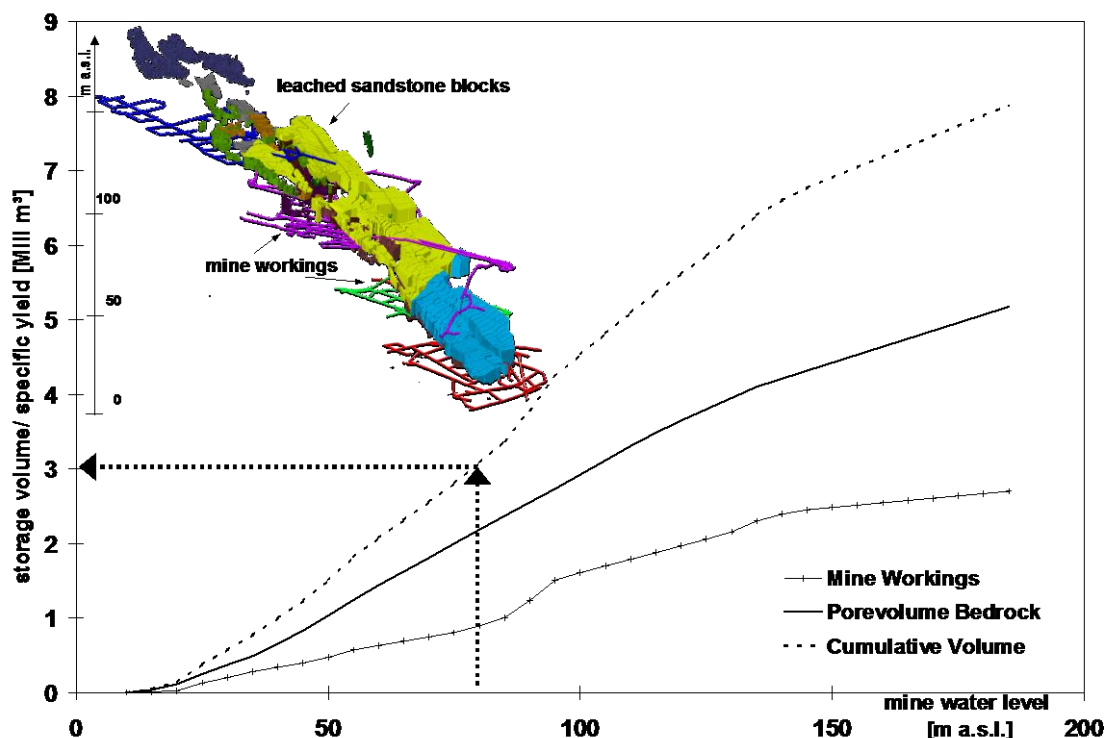 storage volume/ specific yield [Mill m³]
9
8
7
6
5
4
3
2
1
0
m a.s.l.
100
50
0
leached sandstone blocks
mine workings
Mine Workings
Porevolume Bedrock
Cumulative Volume
mine water level
[m a.s.l.]
0
50
100
150
200